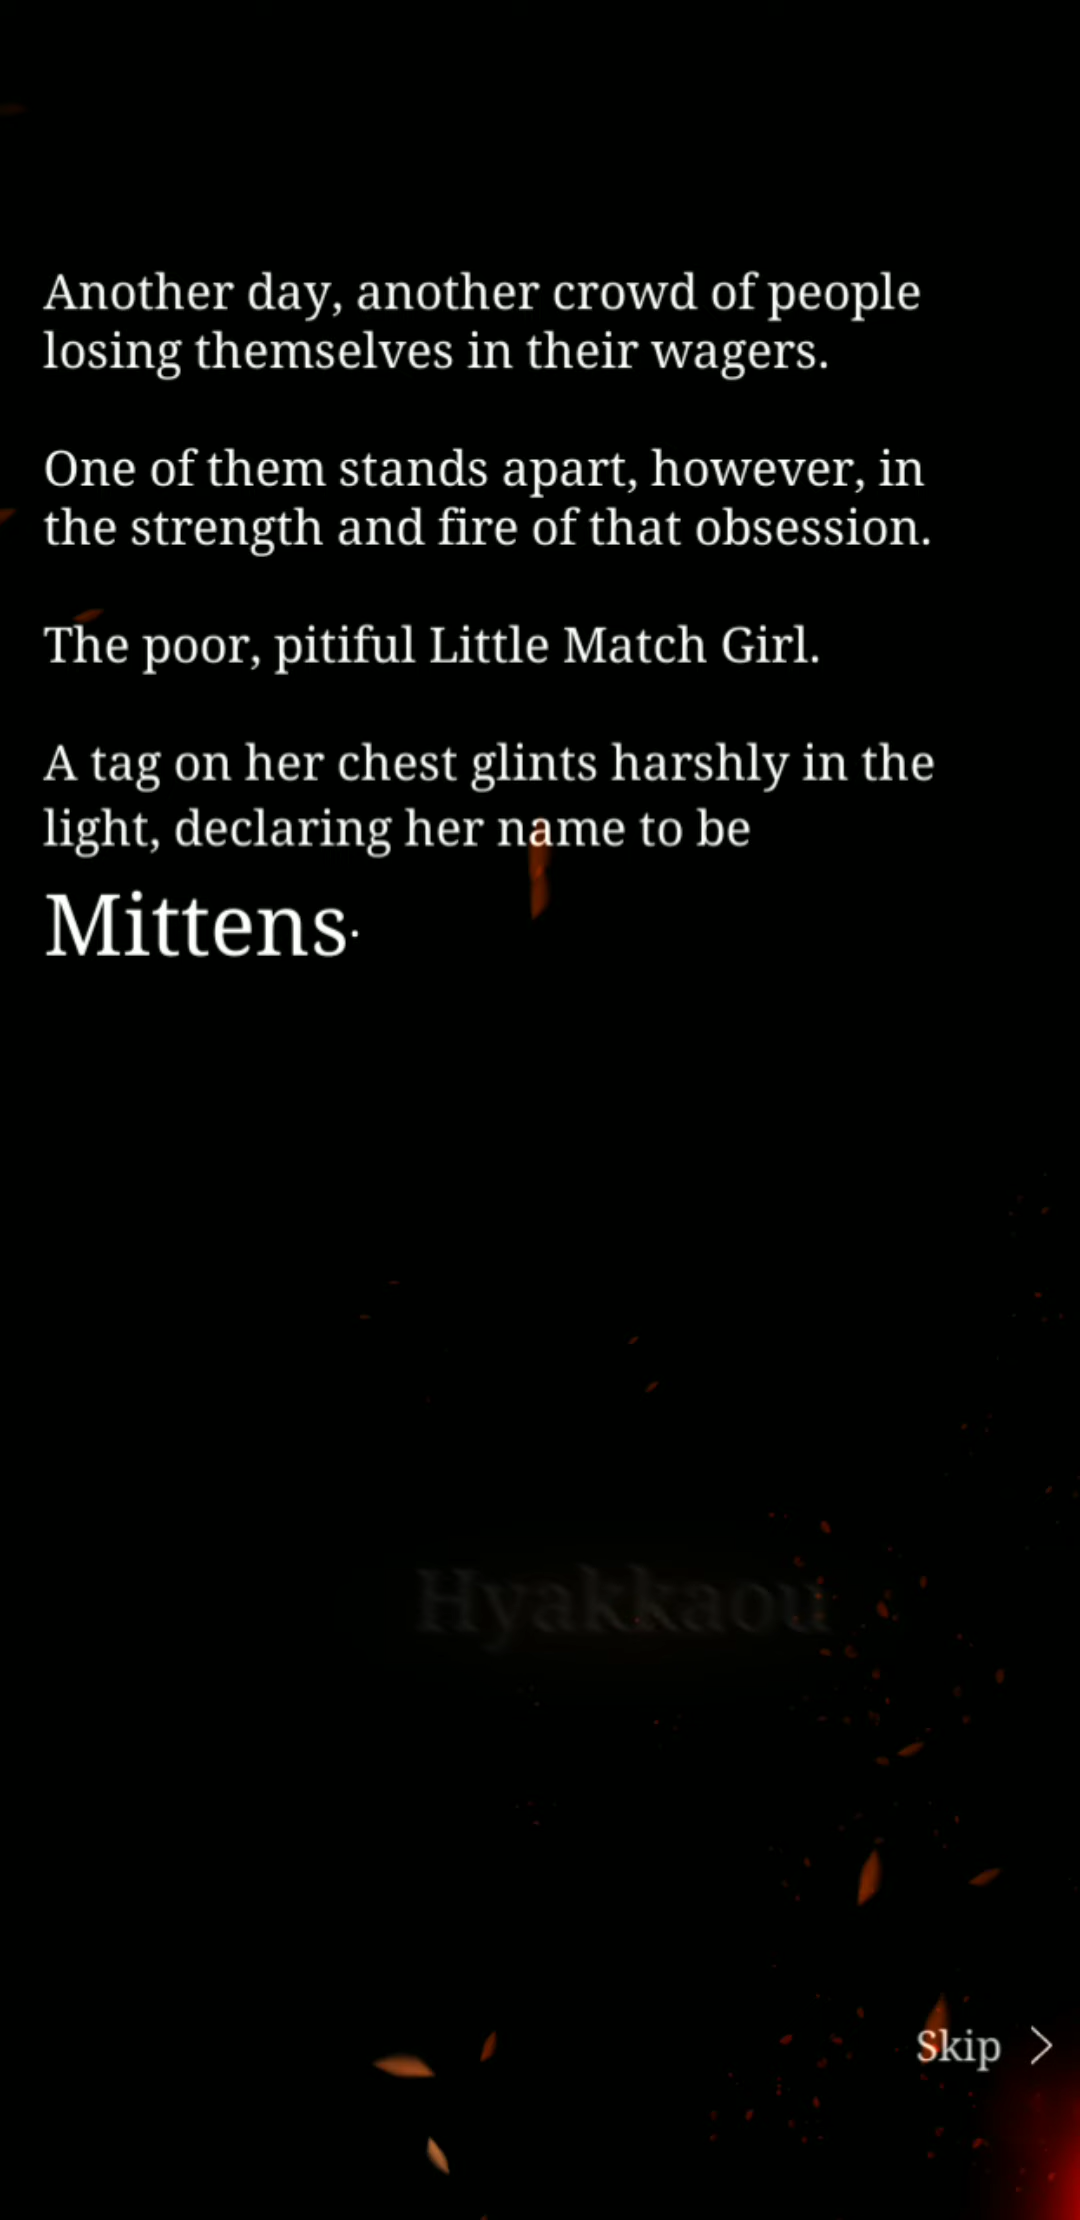 Another day, another crowd of people
losing themselves in their wagers.
One of them stands apart, however, in
the strength and fire of that obsession.
The poor, pitiful Little Match Girl.
A tag on her chest glints harshly in the
light, declaring her name to be
Mittens.
Hyakkaou
Skip >